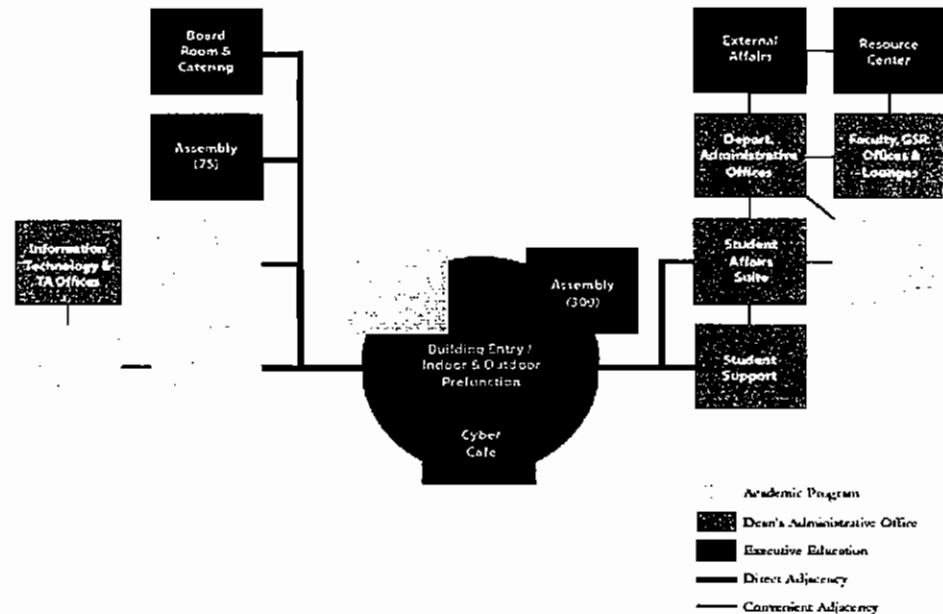 Board
Room &
Catering
Assembly
(75)
Information
Technology &
TA Offices
External
Affairs
Resource
Center
Depart.
Administrative
Offices
Faculty, GSR
Offices &
Lounges
Student
Affairs
Suite
Student
Support
Assembly
(300)
Building Entry /
Indoor & Outdoor
Prefunction
Cyber
Cafe
Academic Program
Dean's Administrative Office
Executive Education
Direct Adjacency
Convenient Adjacency